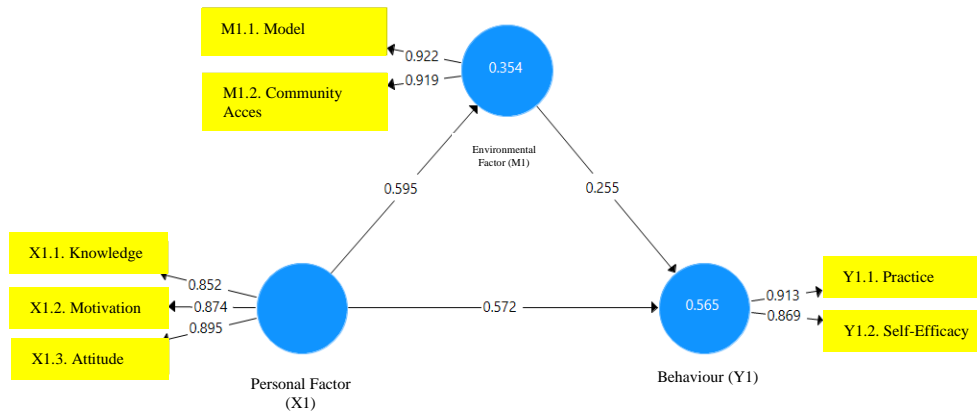 M1.1. Model
0.922
0.354
0.919
M1.2. Community
Acces
Environmental
Factor (M1)
0.595
0.255
X1.1. Knowledge
0.852
X1.2. Motivation
0.874
0.895
X1.3. Attitude
0.572
0.565
Y1.1. Practice
0.913
0.869
Y1.2. Self-Efficacy
Personal Factor
(X1)
Behaviour (Y1)